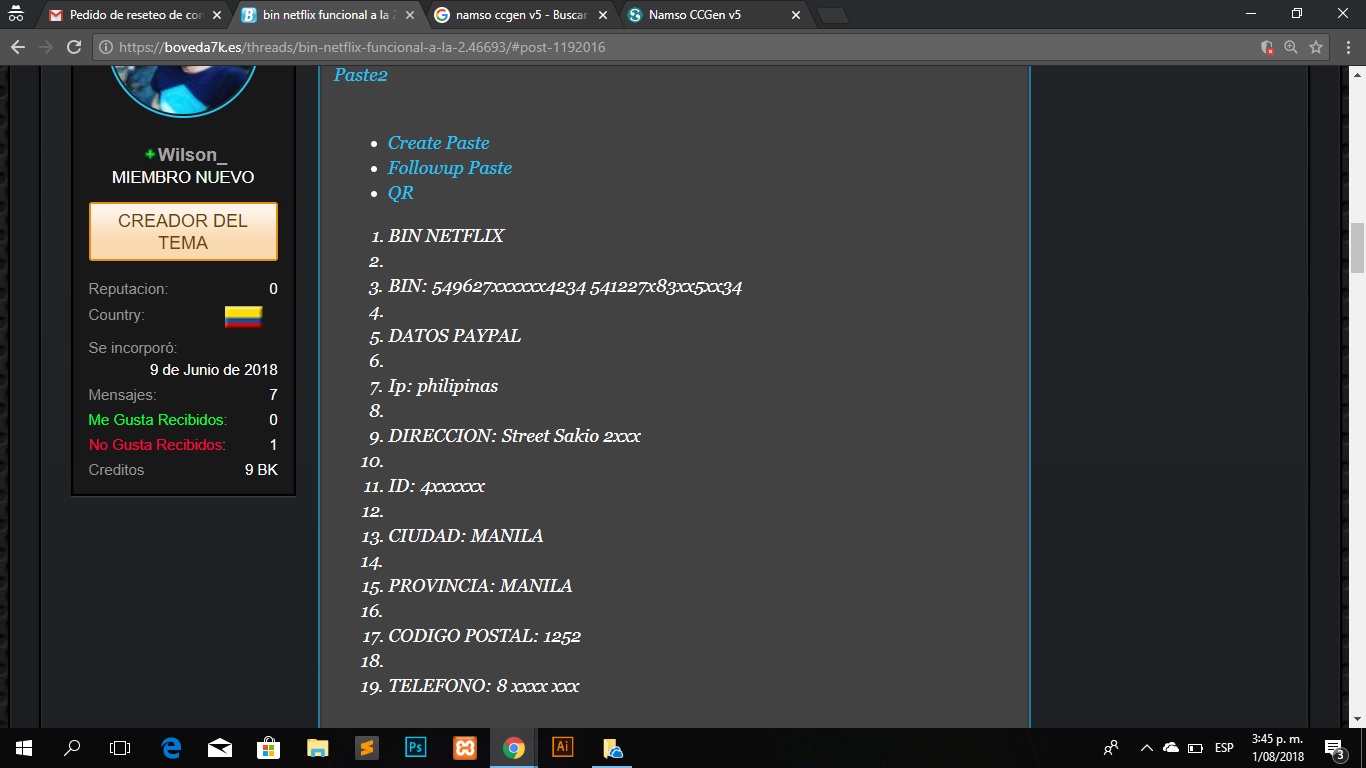 Pedido de reseteo de con
bin netflix funcional a la 2
namso ccgen v5 - Buscar
Namso CCGen v5
https://boveda7k.es/threads/bin-netflix-funcional-a-la-2.46693/#post-1192016
Wilson_
MIEMBRO NUEVO
CREADOR DEL
TEMA
Reputacion: 0
Country:
Se incorporó:
9 de Junio de 2018
Mensajes: 7
Me Gusta Recibidos: 0
No Gusta Recibidos: 1
Creditos 9 BK
Paste2
Create Paste
Followup Paste
QR
1. BIN NETFLIX
2.
3. BIN: 549627xxxxxx4234 541227x83xx5xx34
4.
5. DATOS PAYPAL
6.
7. Ip: philipinas
8.
9. DIRECCION: Street Sakio 2xxx
10.
11. ID: 4xxxxxx
12.
13. CIUDAD: MANILA
14.
15. PROVINCIA: MANILA
16.
17. CODIGO POSTAL: 1252
18.
19. TELEFONO: 8 xxxx xxx
Ps
Ai
ESP
3:45 p. m.
1/08/2018
3